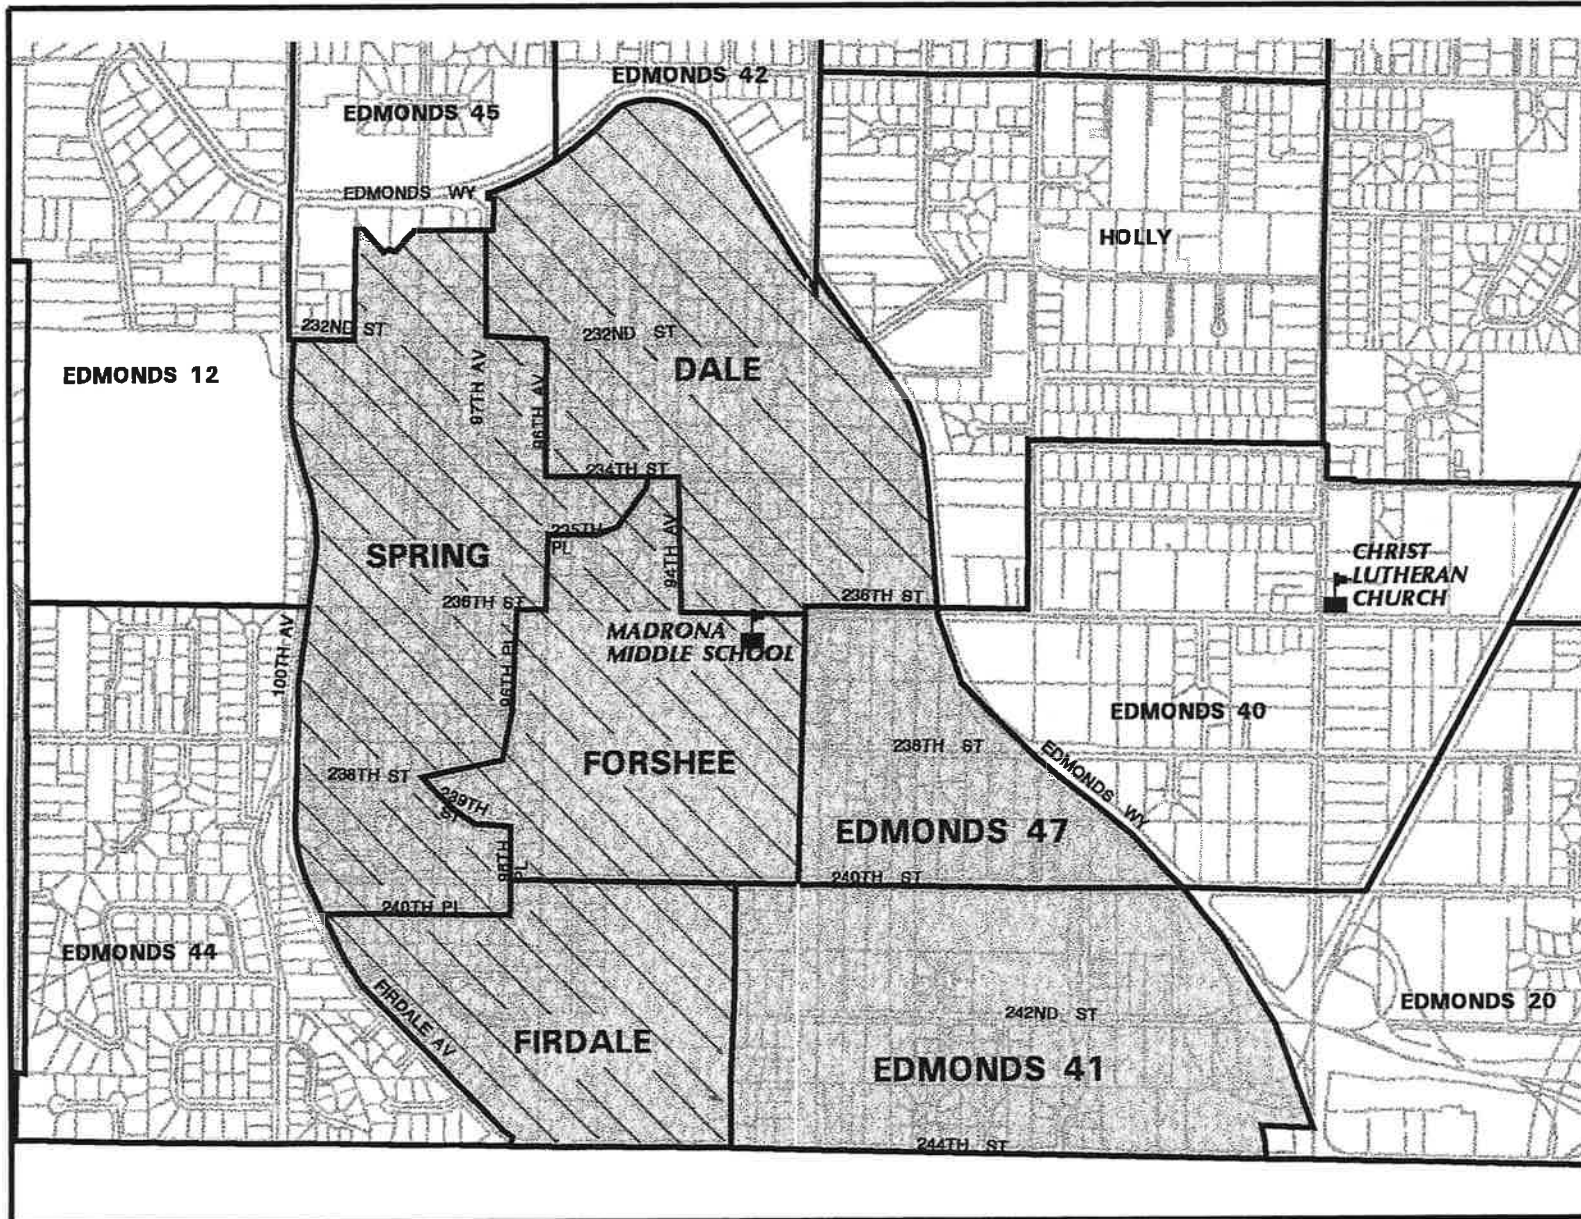 EDMONDS 42
EDMONDS 45
EDMONDS WY
HOLLY
232ND ST
232ND ST
EDMONDS 12
97TH AV
96TH AV
DALE
234TH ST
235TH
PL
94TH AV
SPRING
CHRIST
LUTHERAN
CHURCH
236TH ST
236TH ST
MADRONA
MIDDLE SCHOOL
100TH AV
96TH PL
EDMONDS 40
238TH ST
EDMONDS WY
FORSHEE
238TH ST
239TH
ST
EDMONDS 47
98TH
PL
240TH ST
240TH PL
EDMONDS 44
FIRDALE AV
EDMONDS 20
242ND ST
FIRDALE
EDMONDS 41
244TH ST